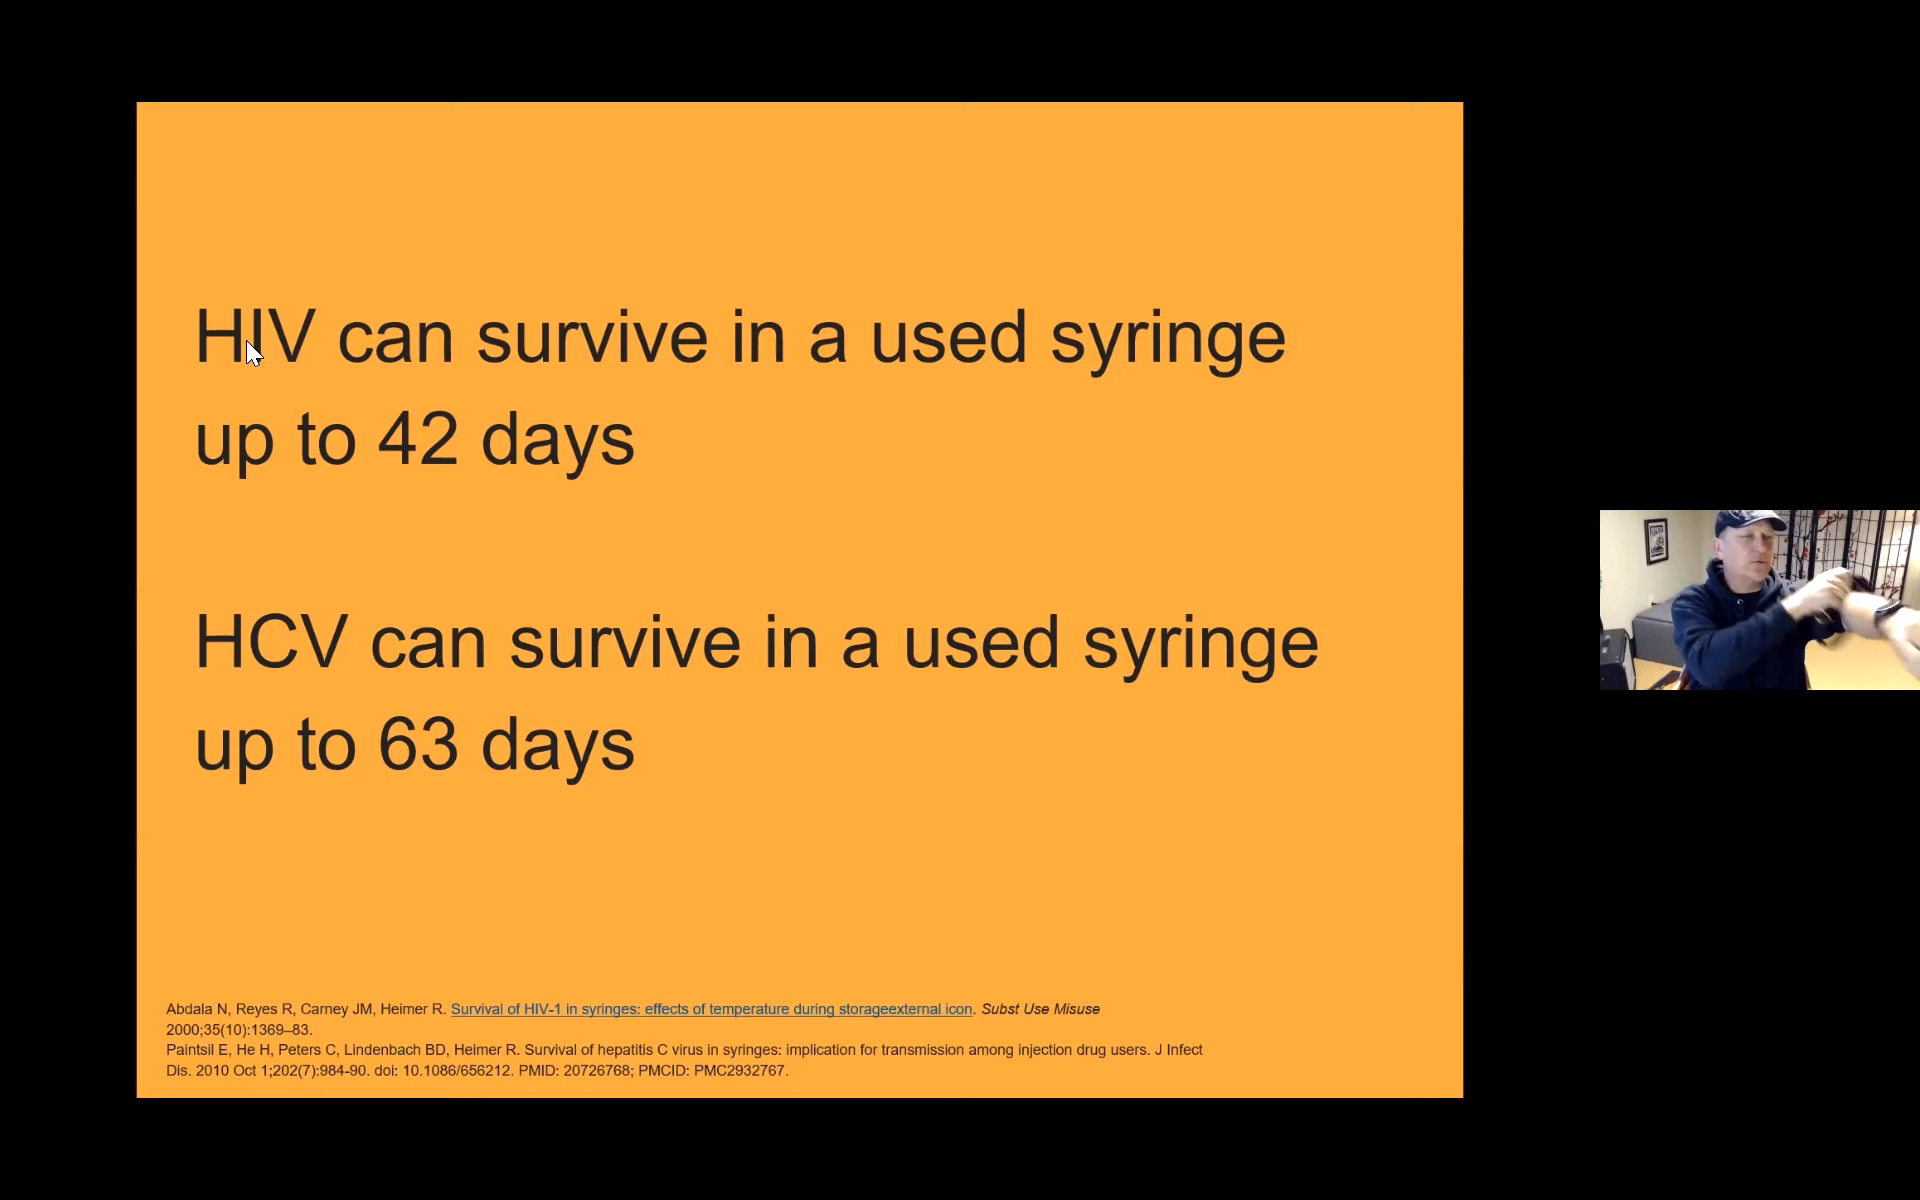 HIV can survive in a used syringe
up to 42 days
HCV can survive in a used syringe
up to 63 days
Abdala N, Reyes R, Carney JM, Heimer R. Survival of HIV-1 in syringes: effects of temperature during storageexternal icon. Subst Use Misuse
2000;35(10):1369–83.
Paintsil E, He H, Peters C, Lindenbach BD, Heimer R. Survival of hepatitis C virus in syringes: implication for transmission among injection drug users. J Infect
Dis. 2010 Oct 1;202(7):984-90. doi: 10.1086/656212. PMID: 20726768; PMCID: PMC2932767.